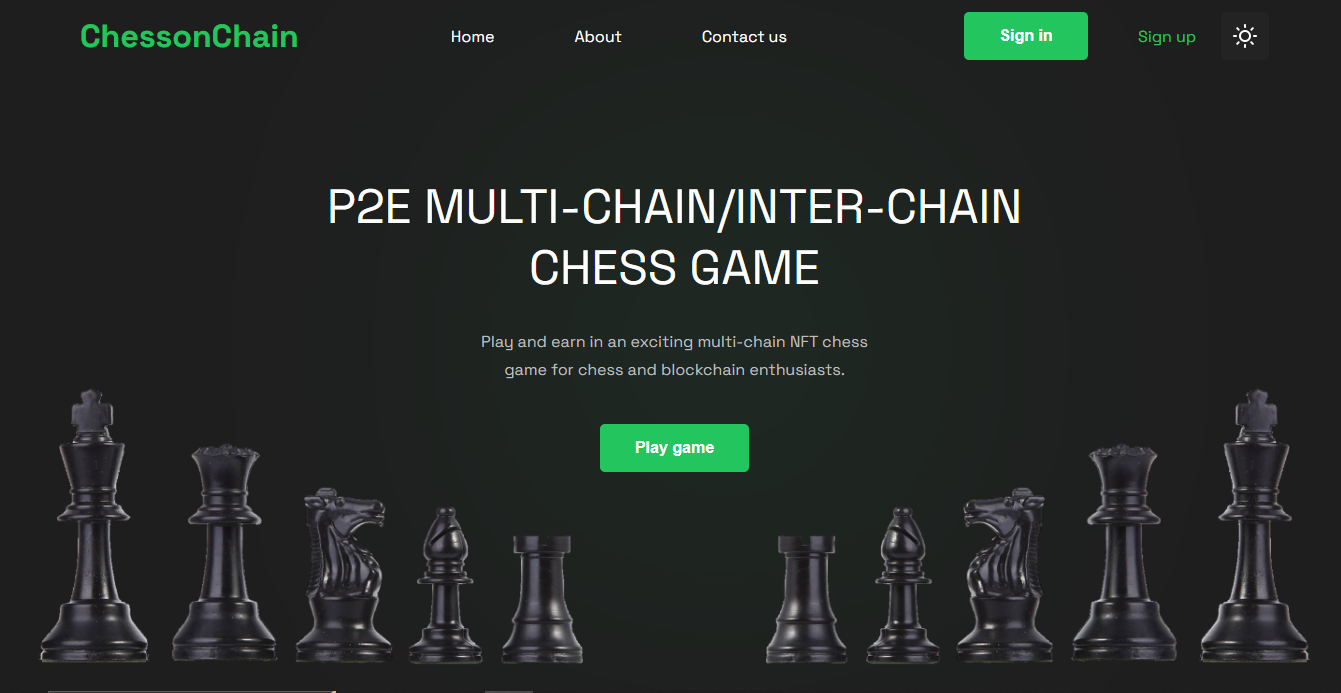 ChessonChain
Home
About
Contact us
Sign in
Sign up
P2E MULTI-CHAIN/INTER-CHAIN
CHESS GAME
Play and earn in an exciting multi-chain NFT chess
game for chess and blockchain enthusiasts.
Play game